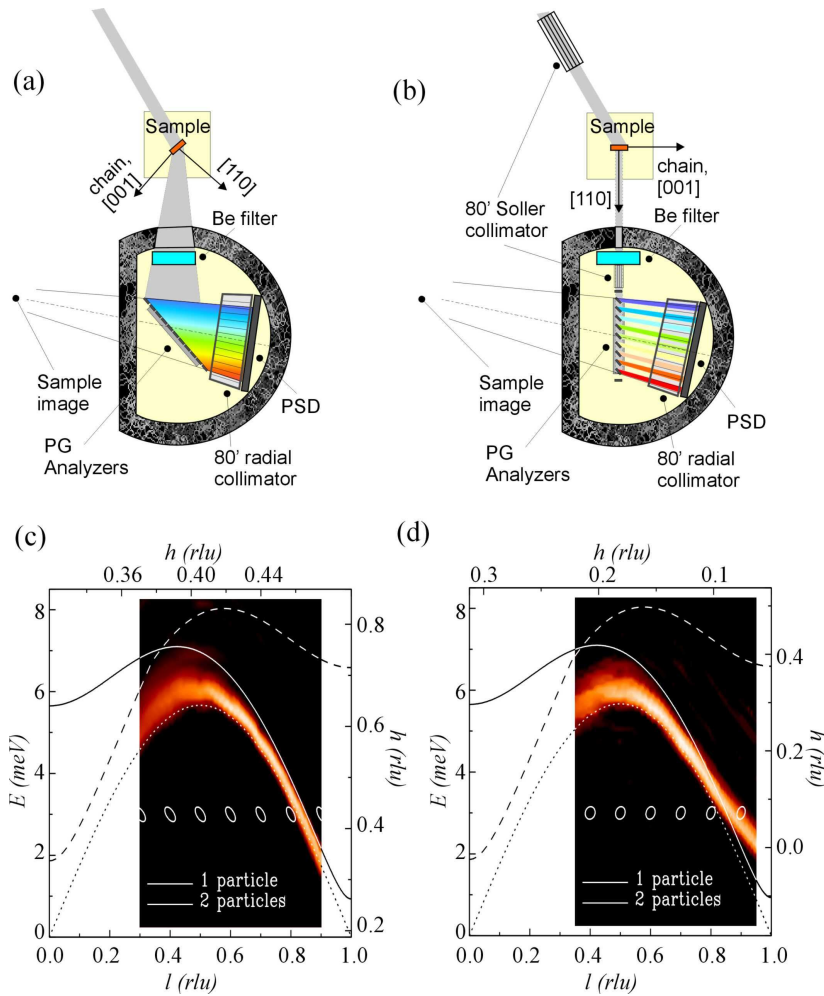 (a)
Sample
chain,
[001]
[110]
Be filter
Sample
image
PG
Analyzers
80' radial
collimator
PSD
(b)
Sample
chain,
[001]
[110]
80' Soller
collimator
Be filter
Sample
image
PG
Analyzers
80' radial
collimator
PSD
(c)
h (rlu)
0.36 0.40 0.44
8
6
4
2
0
E (meV)
0.8
0.6
0.4
0.2
h (rlu)
1 particle
2 particles
0.0 0.2 0.4 0.6 0.8 1.0
l (rlu)
(d)
h (rlu)
0.3 0.2 0.1
8
6
4
2
0
E (meV)
0.4
0.2
0.0
h (rlu)
1 particle
2 particles
0.0 0.2 0.4 0.6 0.8 1.0
l (rlu)